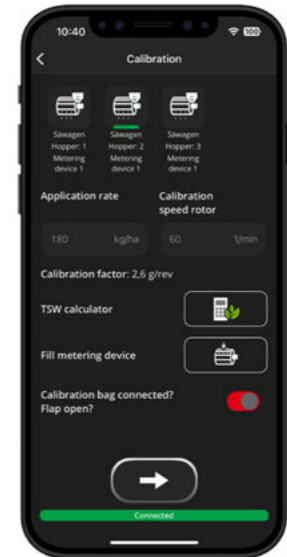 10:40
100
Calibration
Säwagen Säwagen Säwagen
Hopper: 1 Hopper: 2 Hopper: 3
Metering Metering Metering
device 1 device 1 device 1
Application rate
Calibration
speed rotor
180 kg/ha
60 1/min
Calibration factor: 2,6 g/rev
TSW calculator
Fill metering device
Calibration bag connected?
Flap open?
Connected